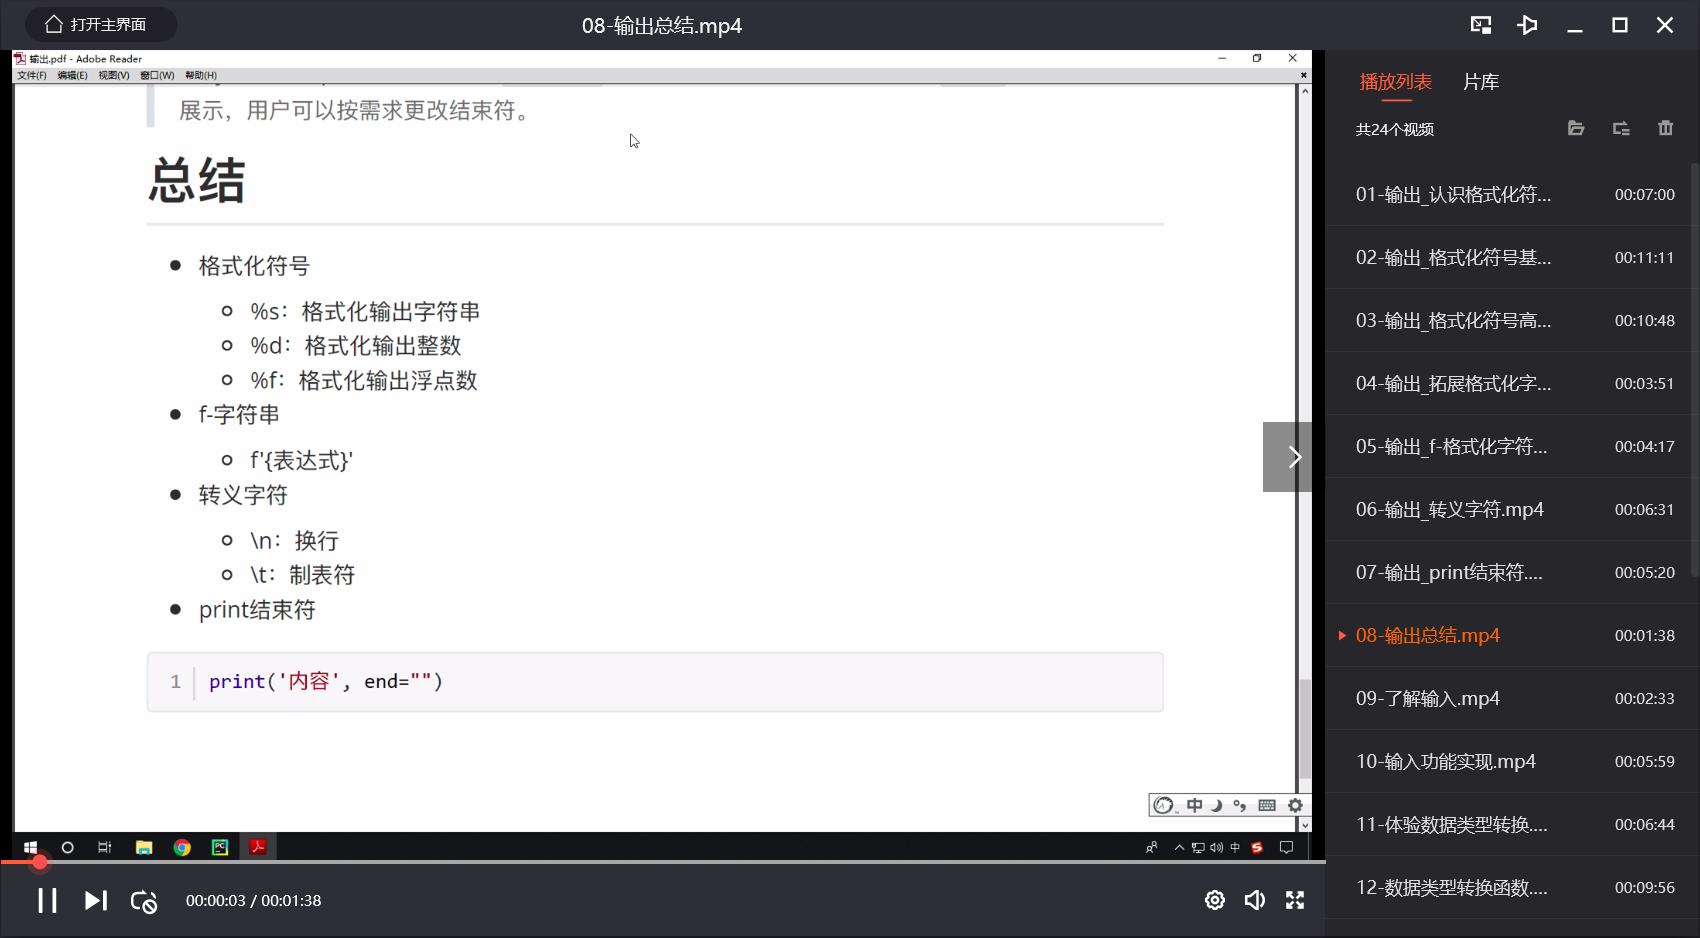 打开主界面
08-输出总结.mp4
输出.pdf - Adobe Reader
文件(F) 编辑(E) 视图(V) 窗口(W) 帮助(H)
展示，用户可以按需求更改结束符。
总结
格式化符号
%s：格式化输出字符串
%d：格式化输出整数
%f：格式化输出浮点数
f-字符串
f'{表达式}'
转义字符
\n：换行
\t：制表符
print结束符
1 print('内容', end="")
中
中
00:00:03 / 00:01:38
播放列表 片库
共24个视频
01-输出_认识格式化符... 00:07:00
02-输出_格式化符号基... 00:11:11
03-输出_格式化符号高... 00:10:48
04-输出_拓展格式化字... 00:03:51
05-输出_f-格式化字符... 00:04:17
06-输出_转义字符.mp4 00:06:31
07-输出_print结束符.... 00:05:20
08-输出总结.mp4 00:01:38
09-了解输入.mp4 00:02:33
10-输入功能实现.mp4 00:05:59
11-体验数据类型转换.... 00:06:44
12-数据类型转换函数.... 00:09:56